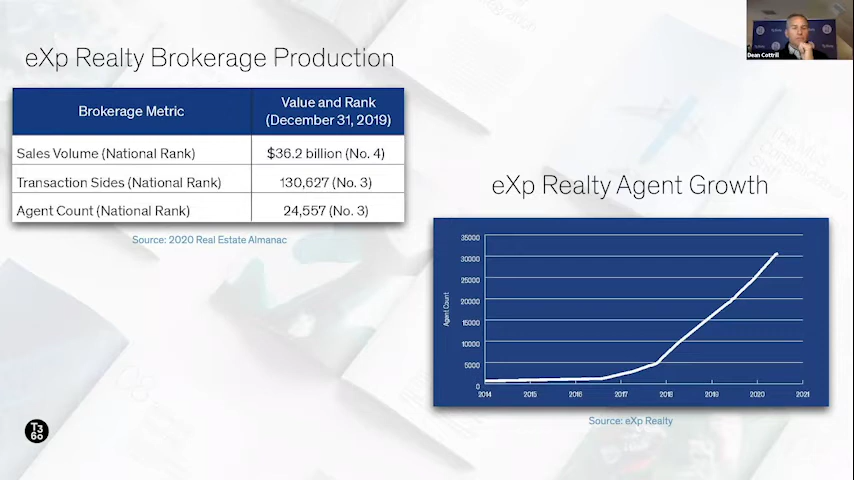 eXp Realty Brokerage Production
Brokerage Metric
Value and Rank
(December 31, 2019)
Sales Volume (National Rank)
$36.2 billion (No. 4)
Transaction Sides (National Rank)
130,627 (No. 3)
Agent Count (National Rank)
24,557 (No. 3)
Source: 2020 Real Estate Almanac
Dean Cottrill
eXp Realty Agent Growth
Agent Count
35000
30000
25000
20000
15000
10000
5000
0
2014 2015 2016 2017 2018 2019 2020 2021
Source: eXp Realty
T3
60